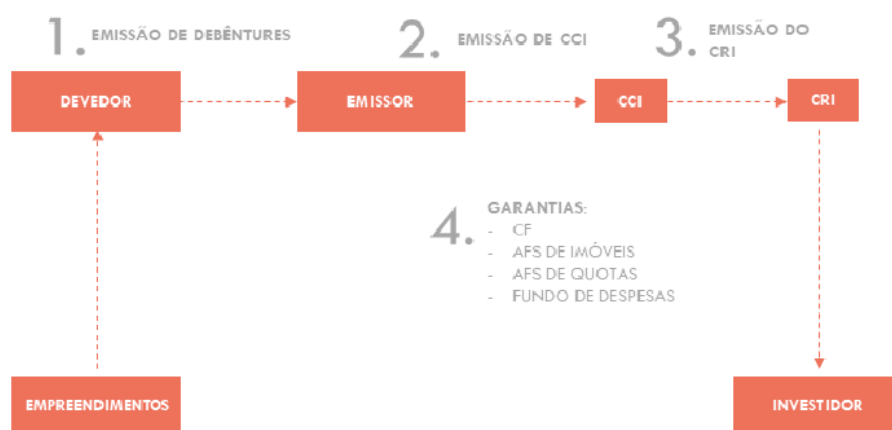 1. EMISSÃO DE DEBÊNTURES
2. EMISSÃO DE CCI
3. EMISSÃO DO
CRI
DEVEDOR
EMISSOR
CCI
CRI
4. GARANTIAS:
- CF
- AFS DE IMÓVEIS
- AFS DE QUOTAS
- FUNDO DE DESPESAS
EMPREENDIMENTOS
INVESTIDOR